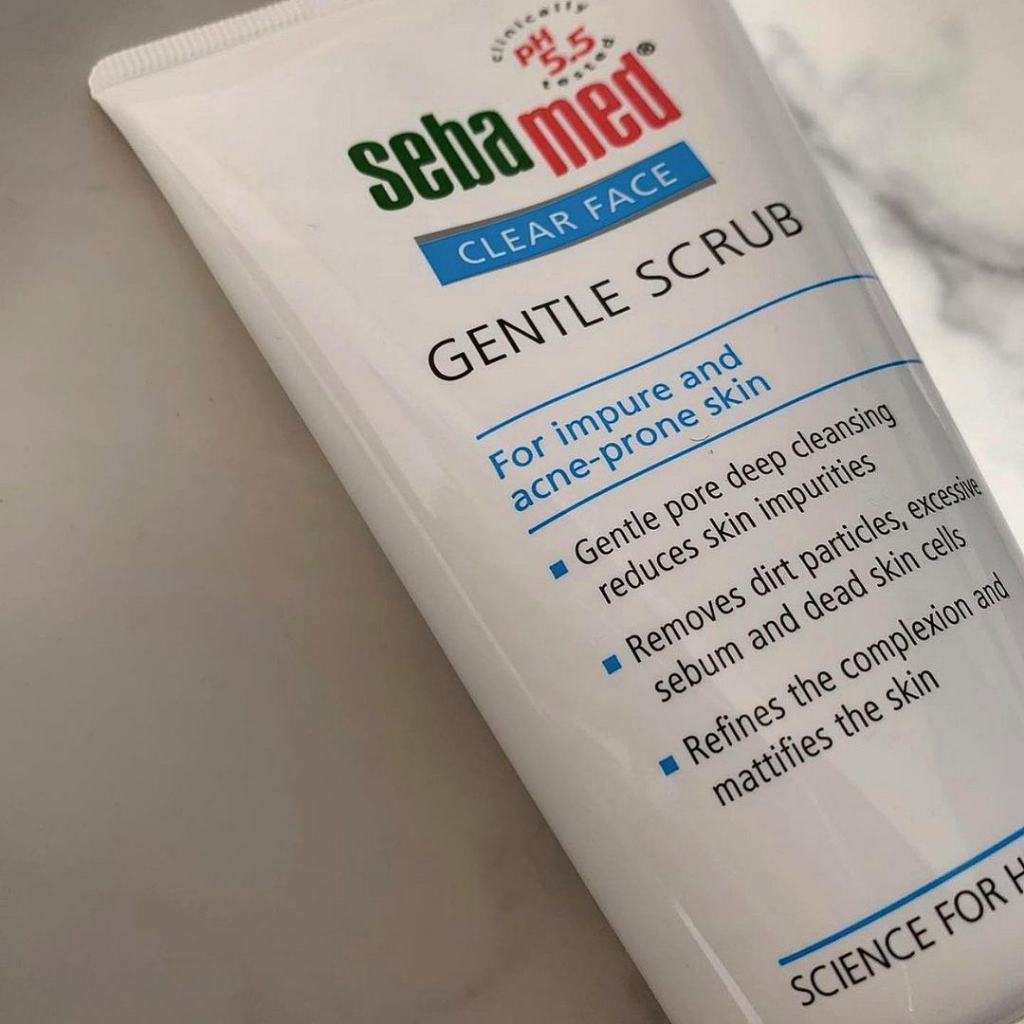 clinically
pH
5.5
tested
sebamed®
CLEAR FACE
GENTLE SCRUB
For impure and
acne-prone skin
Gentle pore deep cleansing
reduces skin impurities
Removes dirt particles, excessive
sebum and dead skin cells
Refines the complexion and
mattifies the skin
SCIENCE FOR H